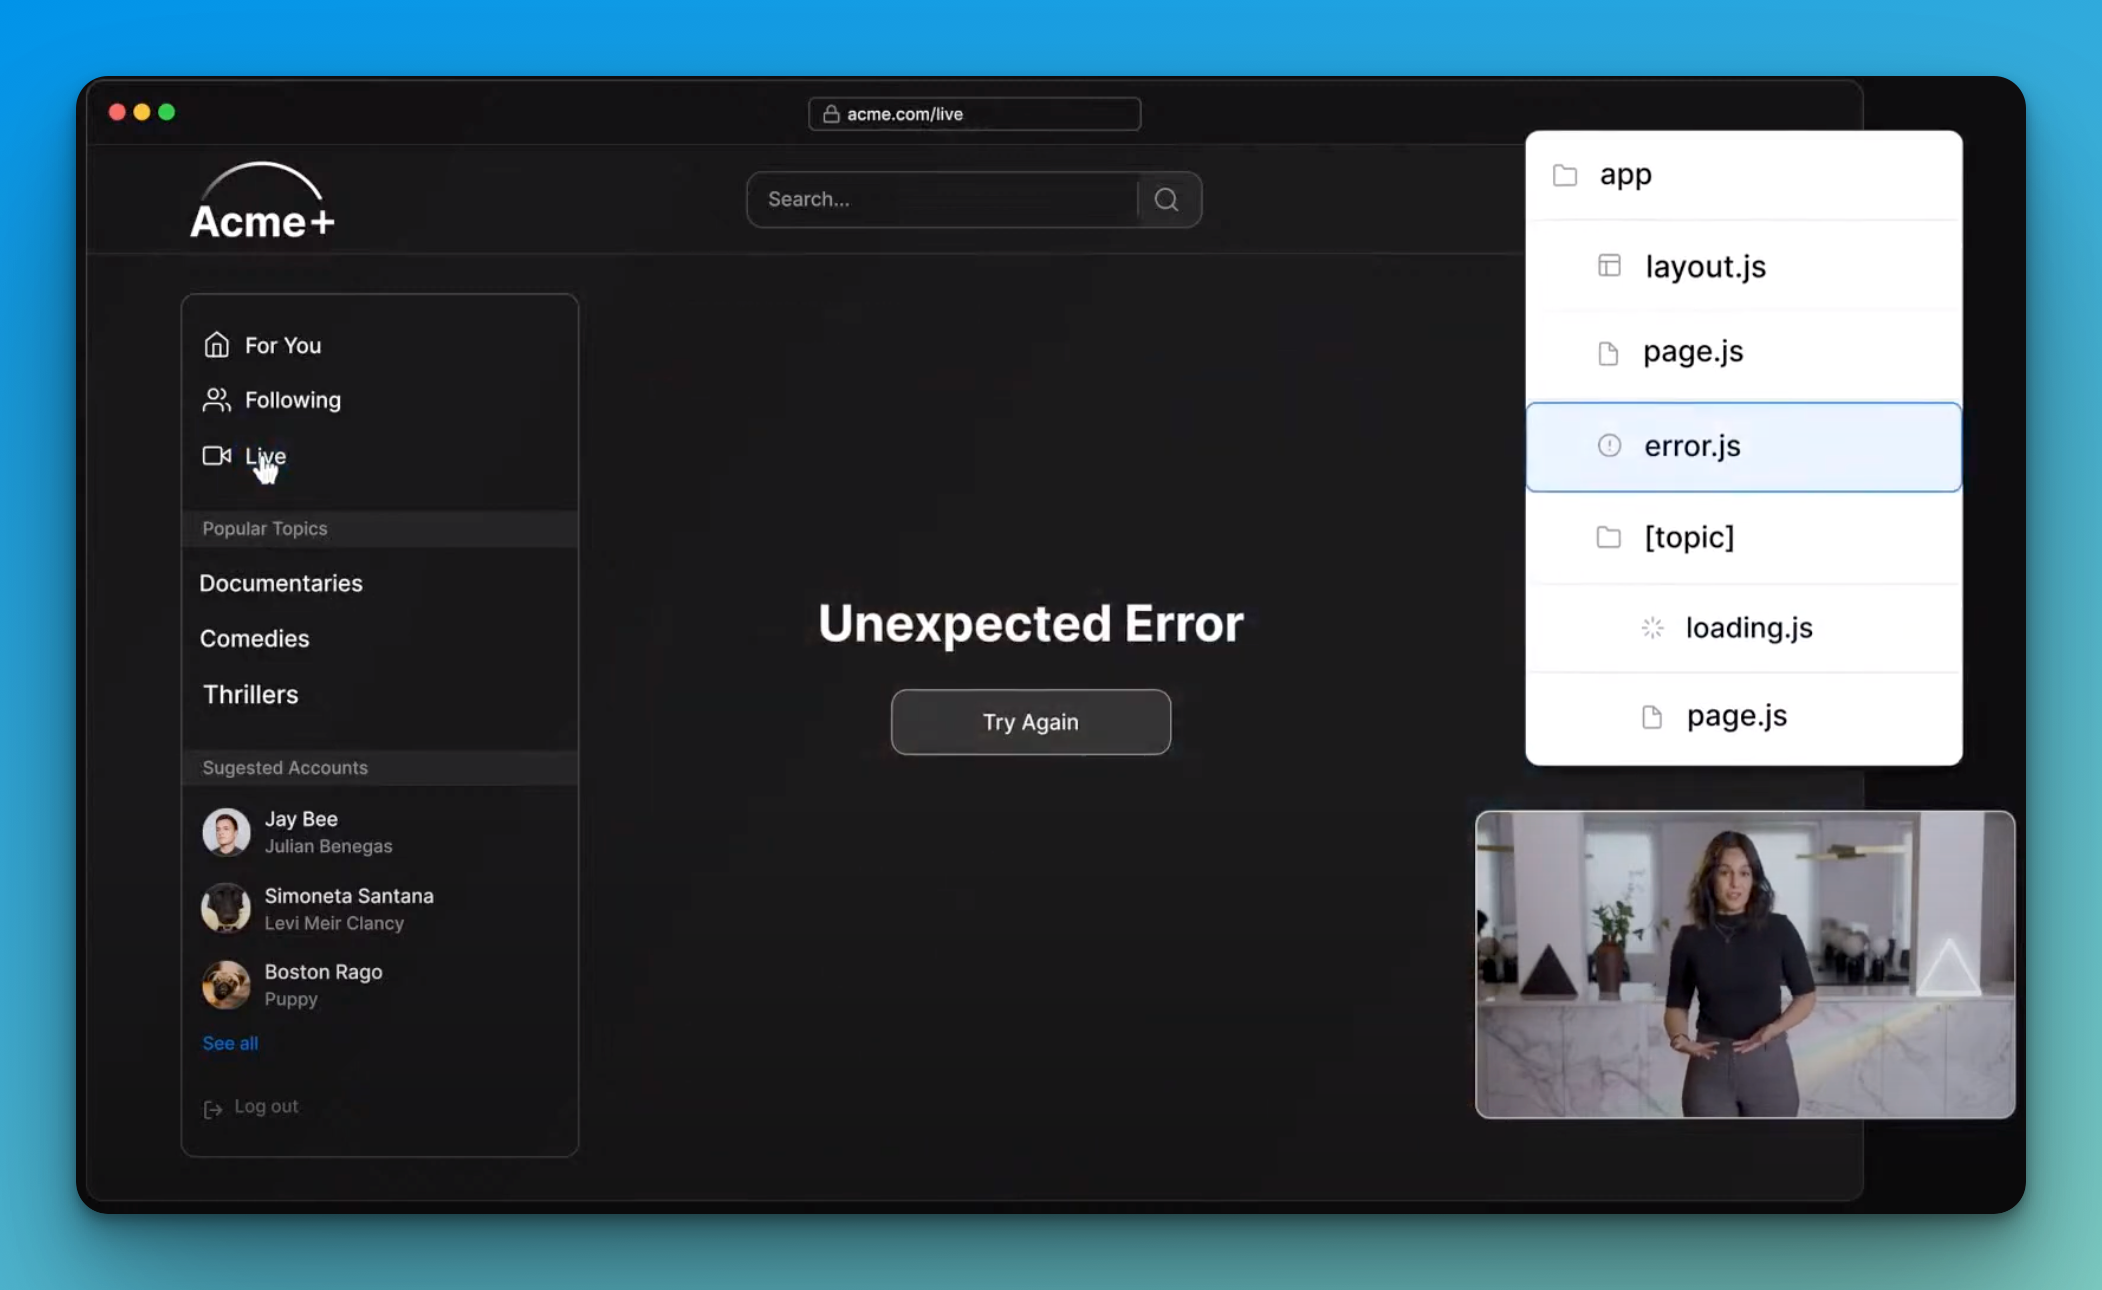 acme.com/live
Acme+
Search...
For You
Following
Live
Popular Topics
Documentaries
Comedies
Thrillers
Sugested Accounts
Jay Bee
Julian Benegas
Simoneta Santana
Levi Meir Clancy
Boston Rago
Puppy
See all
Log out
Unexpected Error
Try Again
app
layout.js
page.js
error.js
[topic]
loading.js
page.js